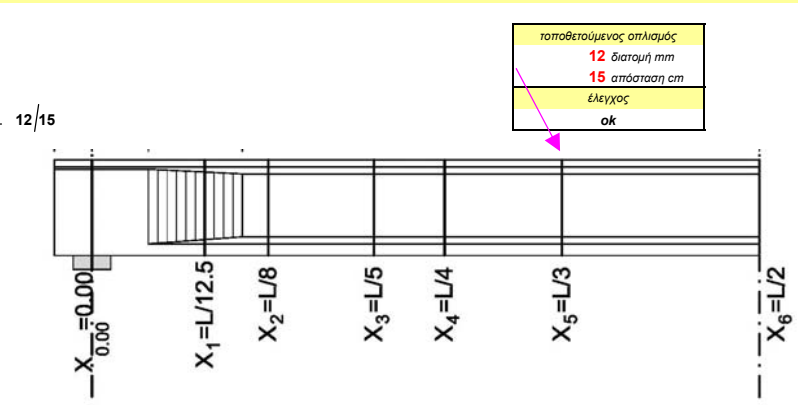 τοποθετούμενος οπλισμός
12 διατομή mm
15 απόσταση cm
έλεγχος
ok
12/15
X =0.00
0.00
X1=L/12.5
X2=L/8
X3=L/5
X4=L/4
X5=L/3
X6=L/2